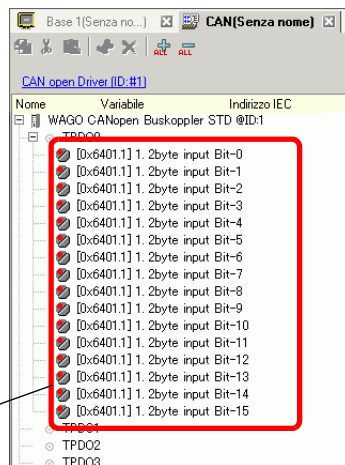 Base 1(Senza no...) CAN(Senza nome)
ALL ALL
CAN open Driver (ID:#1)
Nome Variabile Indirizzo IEC
WAGO CANopen Buskoppler STD @ID:1
TPDO0
[0x6401.1] 1. 2byte input Bit-0
[0x6401.1] 1. 2byte input Bit-1
[0x6401.1] 1. 2byte input Bit-2
[0x6401.1] 1. 2byte input Bit-3
[0x6401.1] 1. 2byte input Bit-4
[0x6401.1] 1. 2byte input Bit-5
[0x6401.1] 1. 2byte input Bit-6
[0x6401.1] 1. 2byte input Bit-7
[0x6401.1] 1. 2byte input Bit-8
[0x6401.1] 1. 2byte input Bit-9
[0x6401.1] 1. 2byte input Bit-10
[0x6401.1] 1. 2byte input Bit-11
[0x6401.1] 1. 2byte input Bit-12
[0x6401.1] 1. 2byte input Bit-13
[0x6401.1] 1. 2byte input Bit-14
[0x6401.1] 1. 2byte input Bit-15
TPDO1
TPDO2
TPDO3